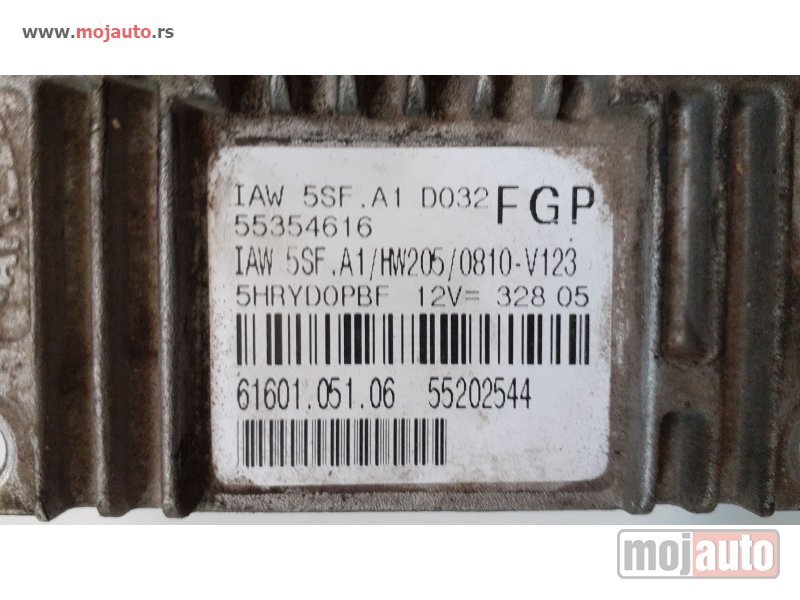 www.mojauto.rs
IAW 5SF.A1 D032 FGP
55354616
IAW 5SF.A1/HW205/0810-V123
5HRYD0PBF 12V= 328 05
61601.051.06 55202544
mojauto